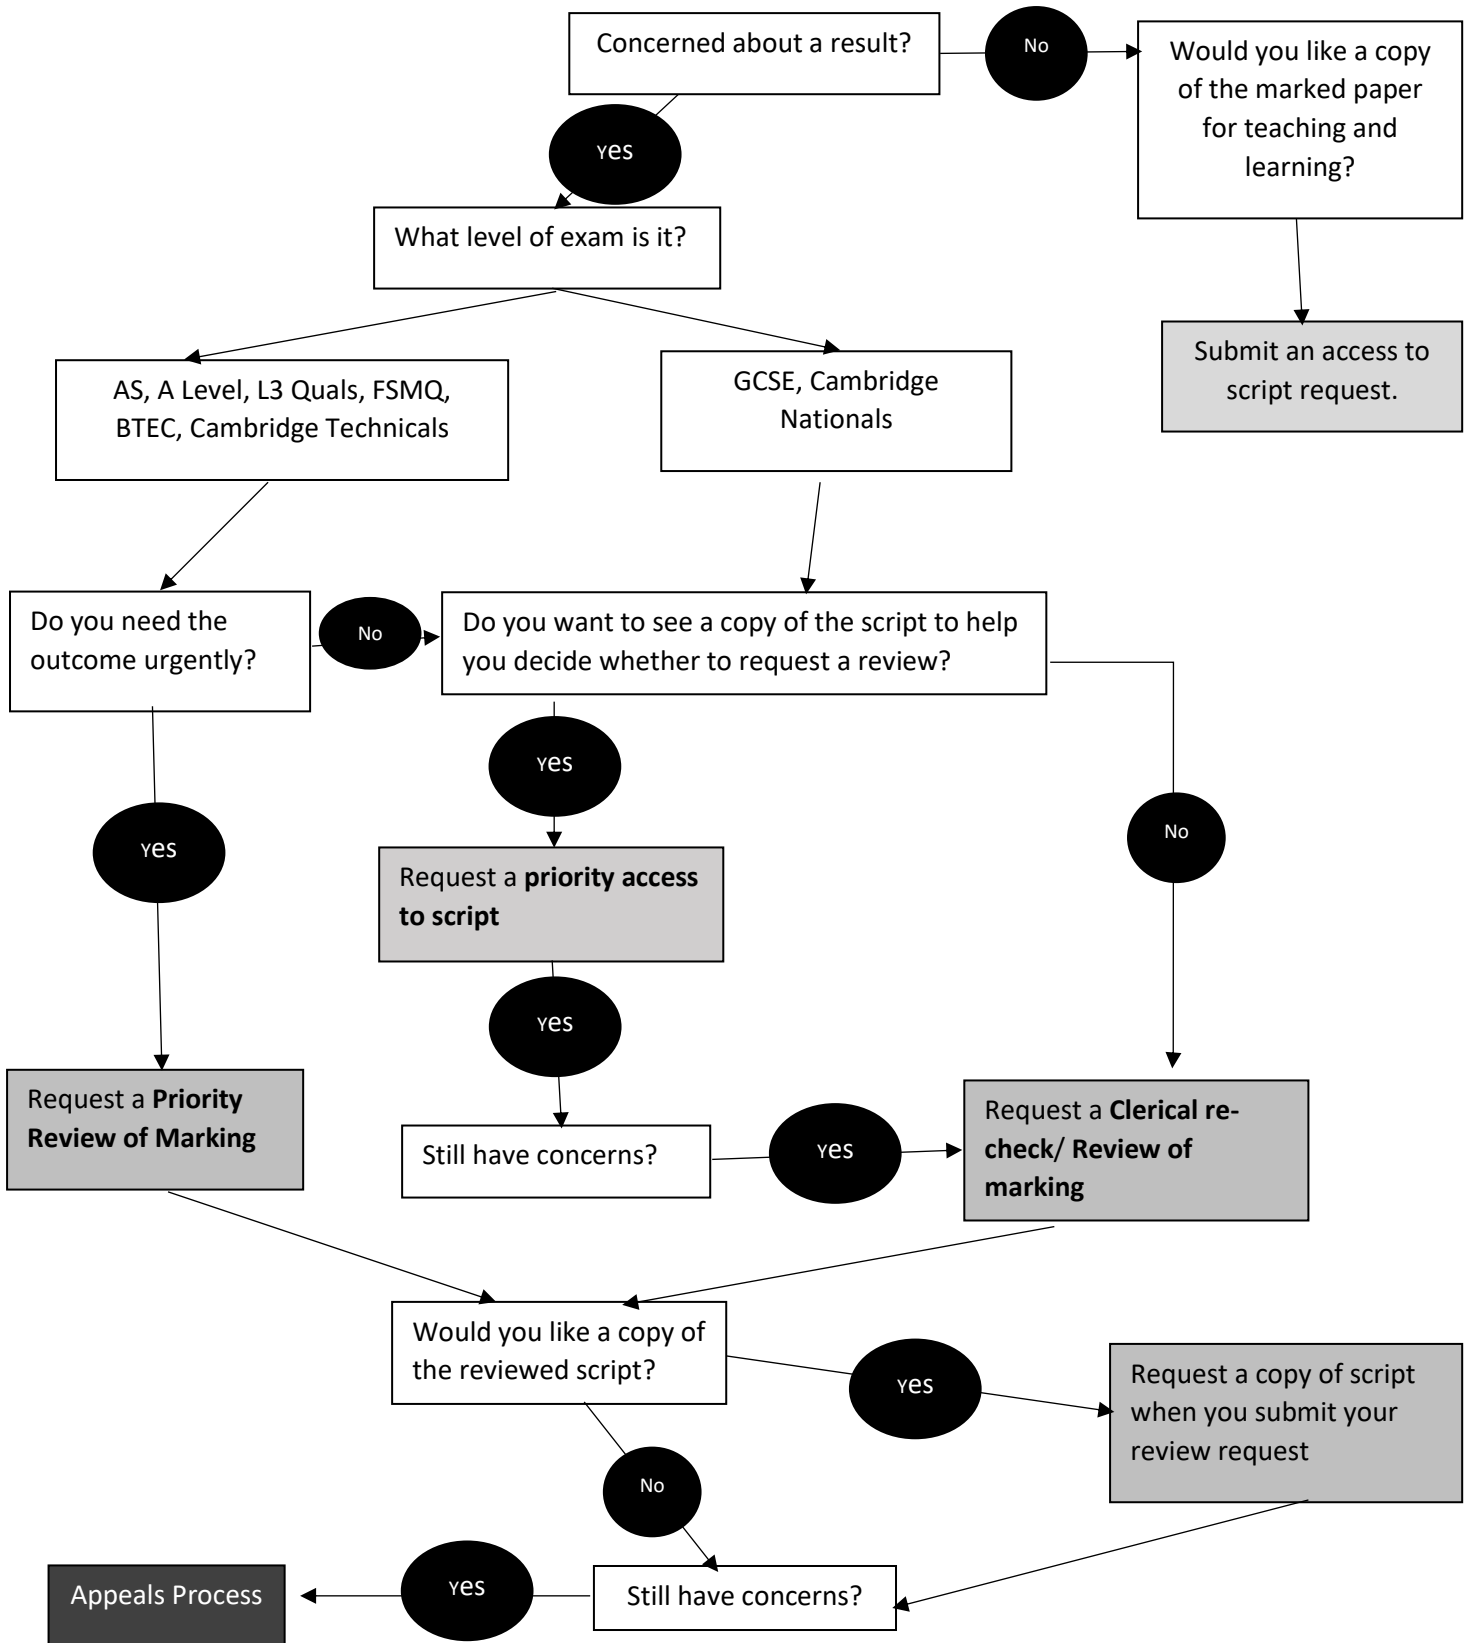 Concerned about a result?
No
Would you like a copy
of the marked paper
for teaching and
learning?
Yes
What level of exam is it?
Submit an access to
script request.
AS, A Level, L3 Quals, FSMQ,
BTEC, Cambridge Technicals
GCSE, Cambridge
Nationals
Do you need the
outcome urgently?
No
Do you want to see a copy of the script to help
you decide whether to request a review?
Yes
Yes
No
Request a priority access
to script
Yes
Request a Priority
Review of Marking
Still have concerns?
Yes
Request a Clerical re-
check/ Review of
marking
Would you like a copy of
the reviewed script?
Yes
Request a copy of script
when you submit your
review request
No
Still have concerns?
Yes
Appeals Process